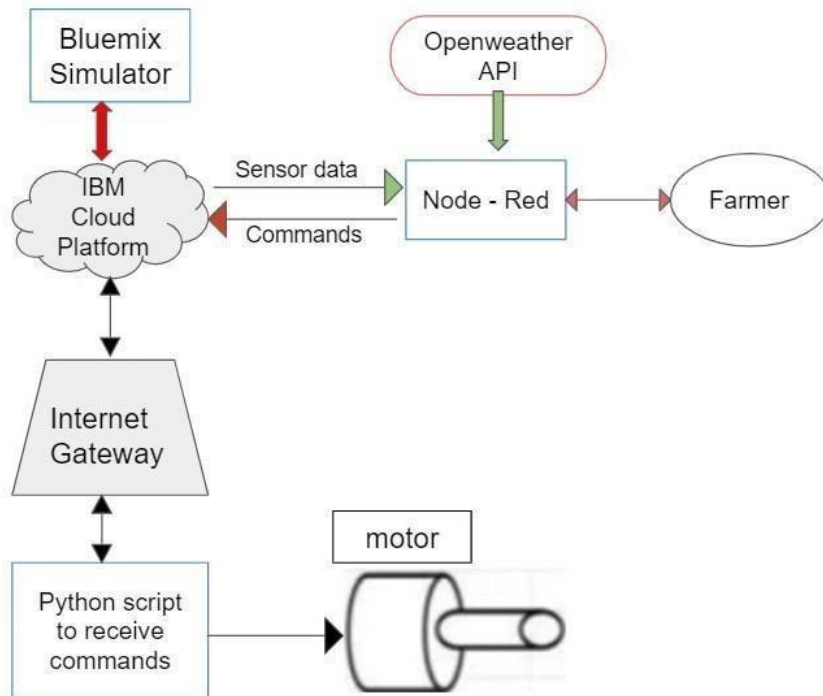 Bluemix
Simulator
Openweather
API
IBM
Cloud
Platform
Sensor data
Commands
Node - Red
Farmer
Internet
Gateway
motor
Python script
to receive
commands